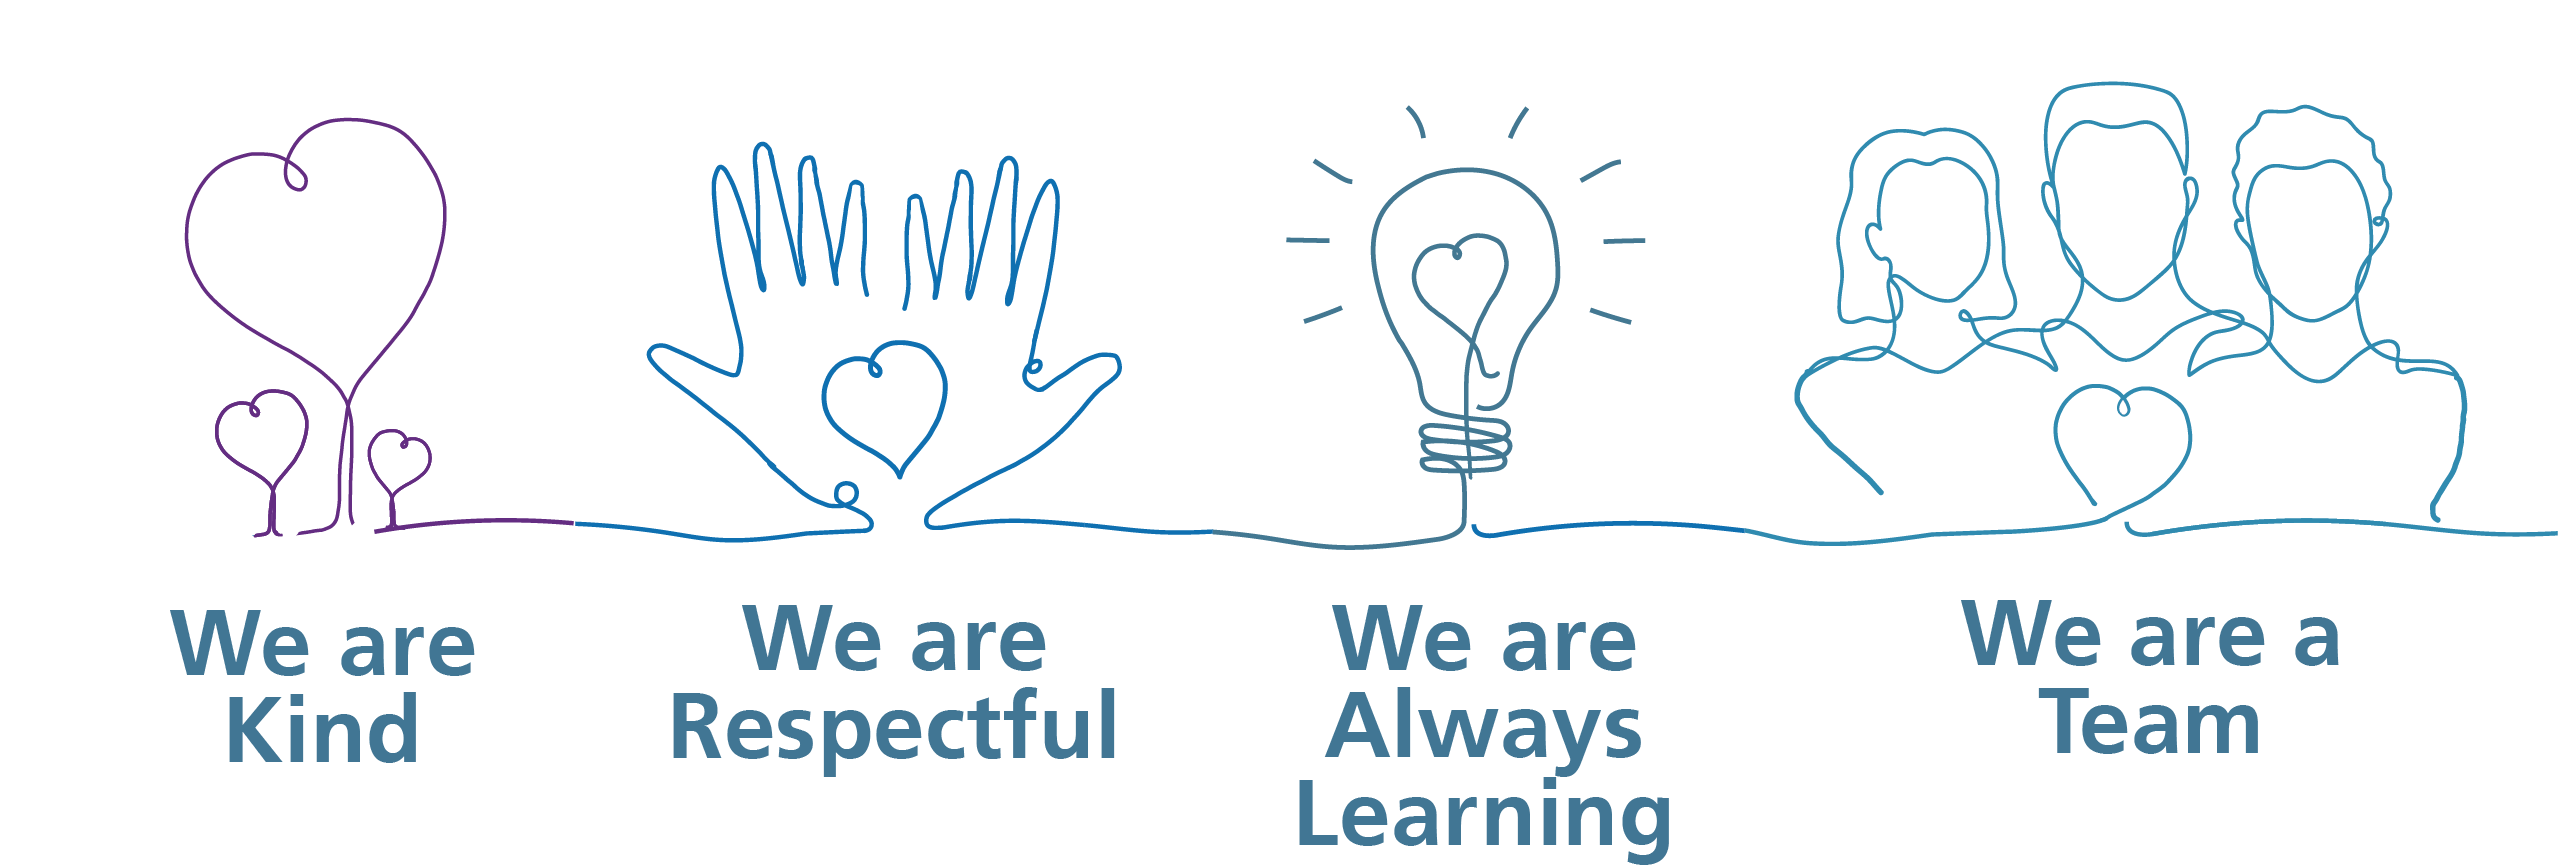 We are
Kind
We are
Respectful
We are
Always
Learning
We are a
Team